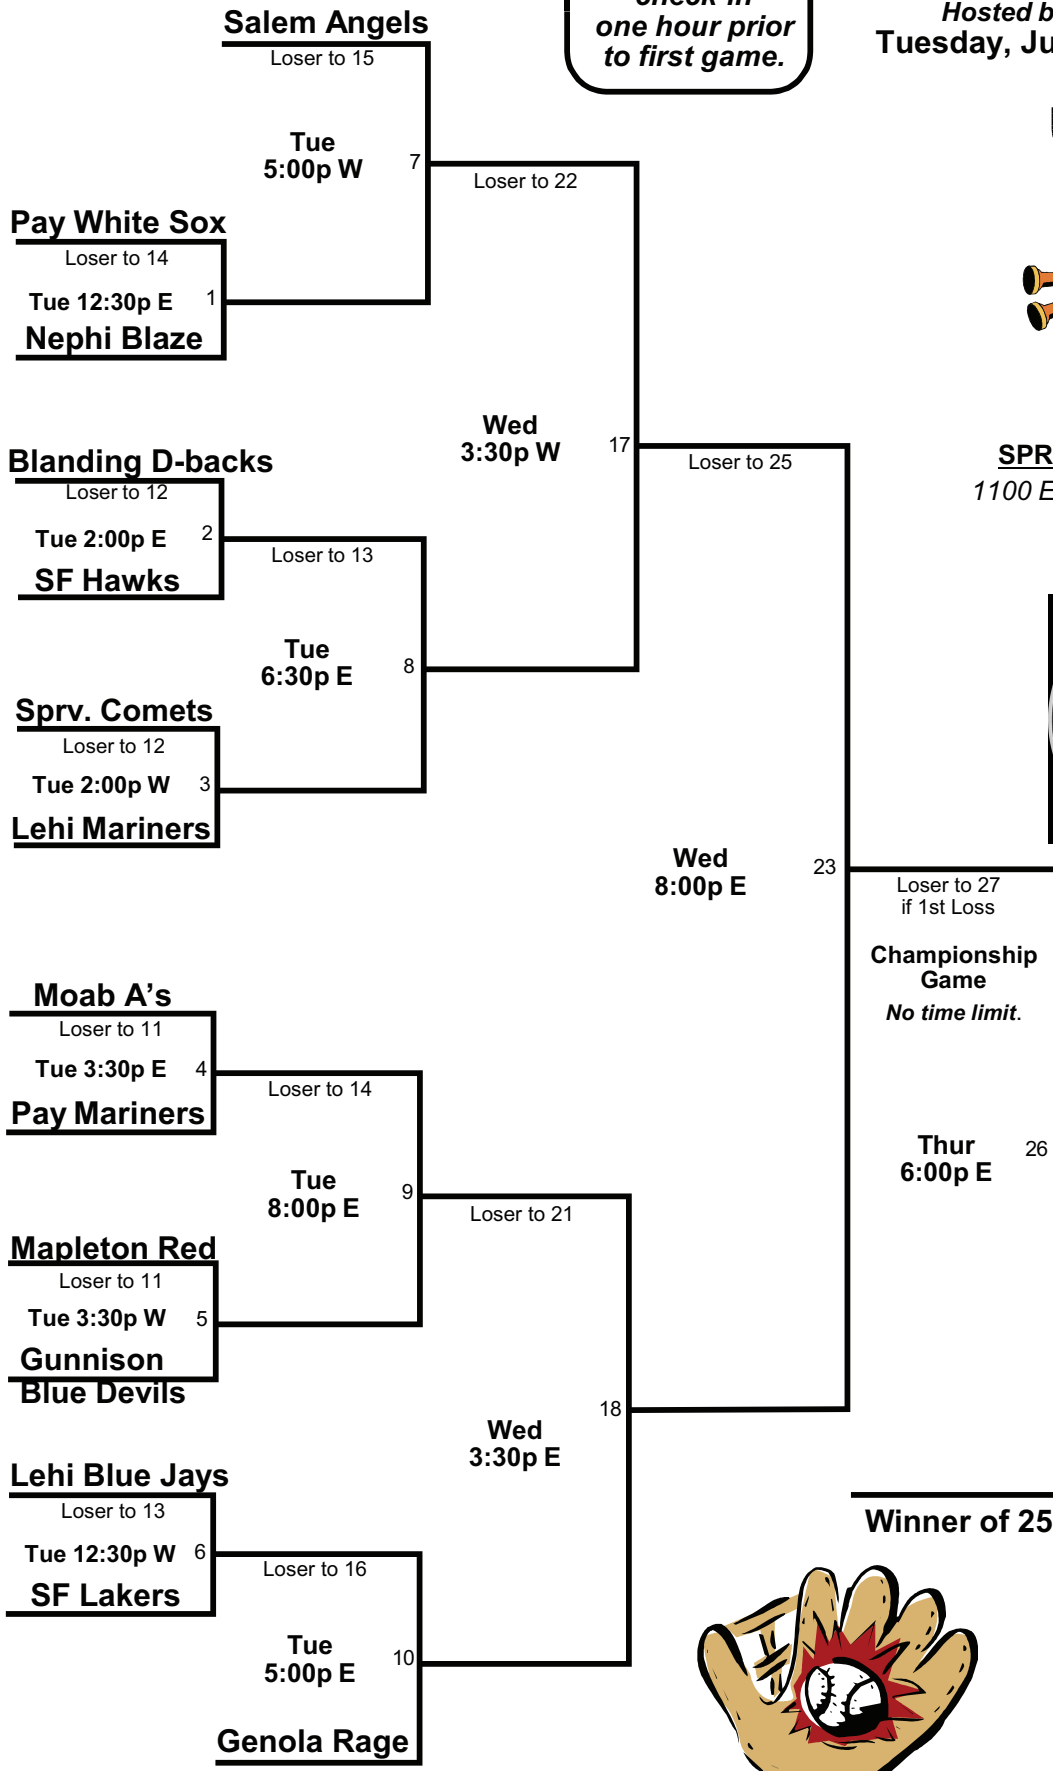 check-in
one hour prior
to first game.
Hosted b
Tuesday, Ju
Salem Angels
Loser to 15
Tue
5:00p W
7
Loser to 22
Pay White Sox
Loser to 14
Tue 12:30p E
1
Nephi Blaze
Wed
3:30p W
17
Loser to 25
SPR
1100 E
Blanding D-backs
Loser to 12
Tue 2:00p E
2
SF Hawks
Loser to 13
Tue
6:30p E
8
Sprv. Comets
Loser to 12
Tue 2:00p W
3
Lehi Mariners
Wed
8:00p E
23
Loser to 27
if 1st Loss
Championship
Game
No time limit.
Moab A's
Loser to 11
Tue 3:30p E
4
Pay Mariners
Loser to 14
Tue
8:00p E
9
Loser to 21
Thur
6:00p E
26
Mapleton Red
Loser to 11
Tue 3:30p W
5
Gunnison
Blue Devils
Wed
3:30p E
18
Lehi Blue Jays
Loser to 13
Tue 12:30p W
6
SF Lakers
Loser to 16
Tue
5:00p E
10
Genola Rage
Winner of 25